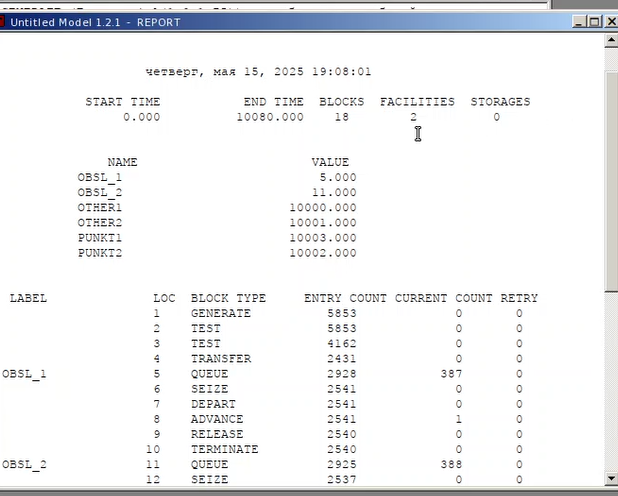 Untitled Model 1.2.1 - REPORT
четверг, мая 15, 2025 19:08:01
START TIME END TIME BLOCKS FACILITIES STORAGES
0.000 10080.000 18 2 0
NAME VALUE
OBSL_1 5.000
OBSL_2 11.000
OTHER1 10000.000
OTHER2 10001.000
PUNKT1 10003.000
PUNKT2 10002.000
LABEL LOC BLOCK TYPE ENTRY COUNT CURRENT COUNT RETRY
1 GENERATE 5853 0 0
2 TEST 5853 0 0
3 TEST 4162 0 0
4 TRANSFER 2431 0 0
OBSL_1 5 QUEUE 2928 387 0
6 SEIZE 2541 0 0
7 DEPART 2541 0 0
8 ADVANCE 2541 1 0
9 RELEASE 2540 0 0
10 TERMINATE 2540 0 0
OBSL_2 11 QUEUE 2925 388 0
12 SEIZE 2537 0 0